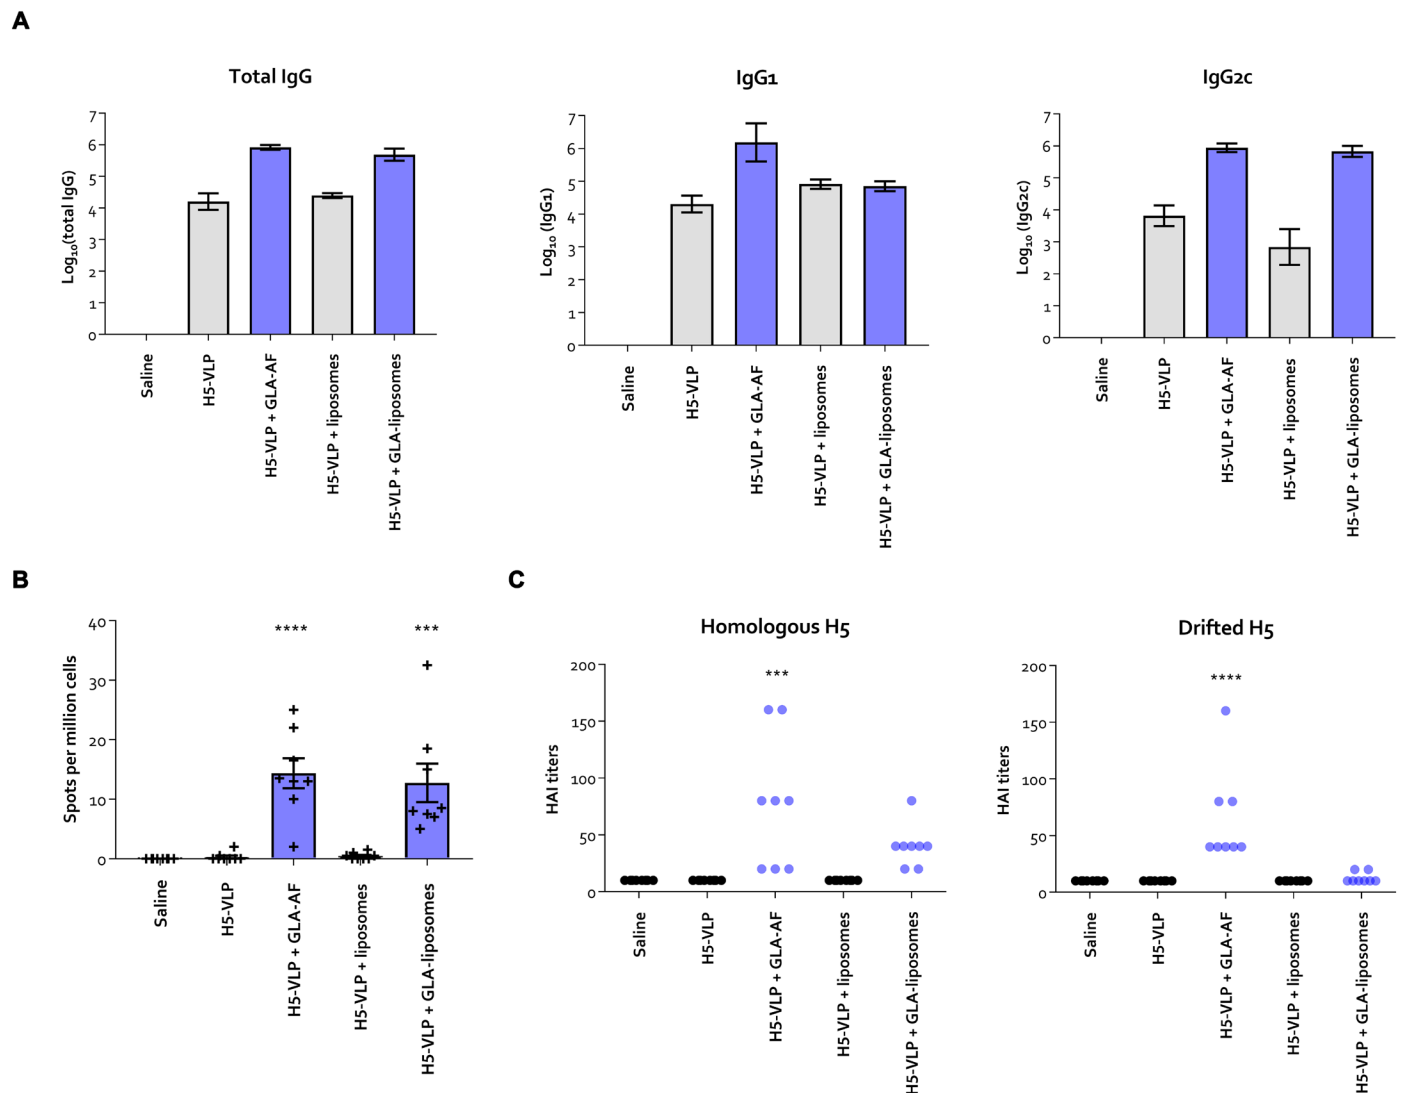 A
Total IgG
Log10(total IgG)
7
6
5
4
3
2
1
0
Saline
H5-VLP
H5-VLP + GLA-AF
H5-VLP + liposomes
H5-VLP + GLA-liposomes
IgG1
Log10 (IgG1)
7
6
5
4
3
2
1
0
Saline
H5-VLP
H5-VLP + GLA-AF
H5-VLP + liposomes
H5-VLP + GLA-liposomes
IgG2c
Log10 (IgG2c)
7
6
5
4
3
2
1
0
Saline
H5-VLP
H5-VLP + GLA-AF
H5-VLP + liposomes
H5-VLP + GLA-liposomes
B
Spots per million cells
40
30
20
10
0
****
***
Saline
H5-VLP
H5-VLP + GLA-AF
H5-VLP + liposomes
H5-VLP + GLA-liposomes
C
Homologous H5
HAI titers
200
150
100
50
0
***
Saline
H5-VLP
H5-VLP + GLA-AF
H5-VLP + liposomes
H5-VLP + GLA-liposomes
Drifted H5
HAI titers
200
150
100
50
0
****
Saline
H5-VLP
H5-VLP + GLA-AF
H5-VLP + liposomes
H5-VLP + GLA-liposomes